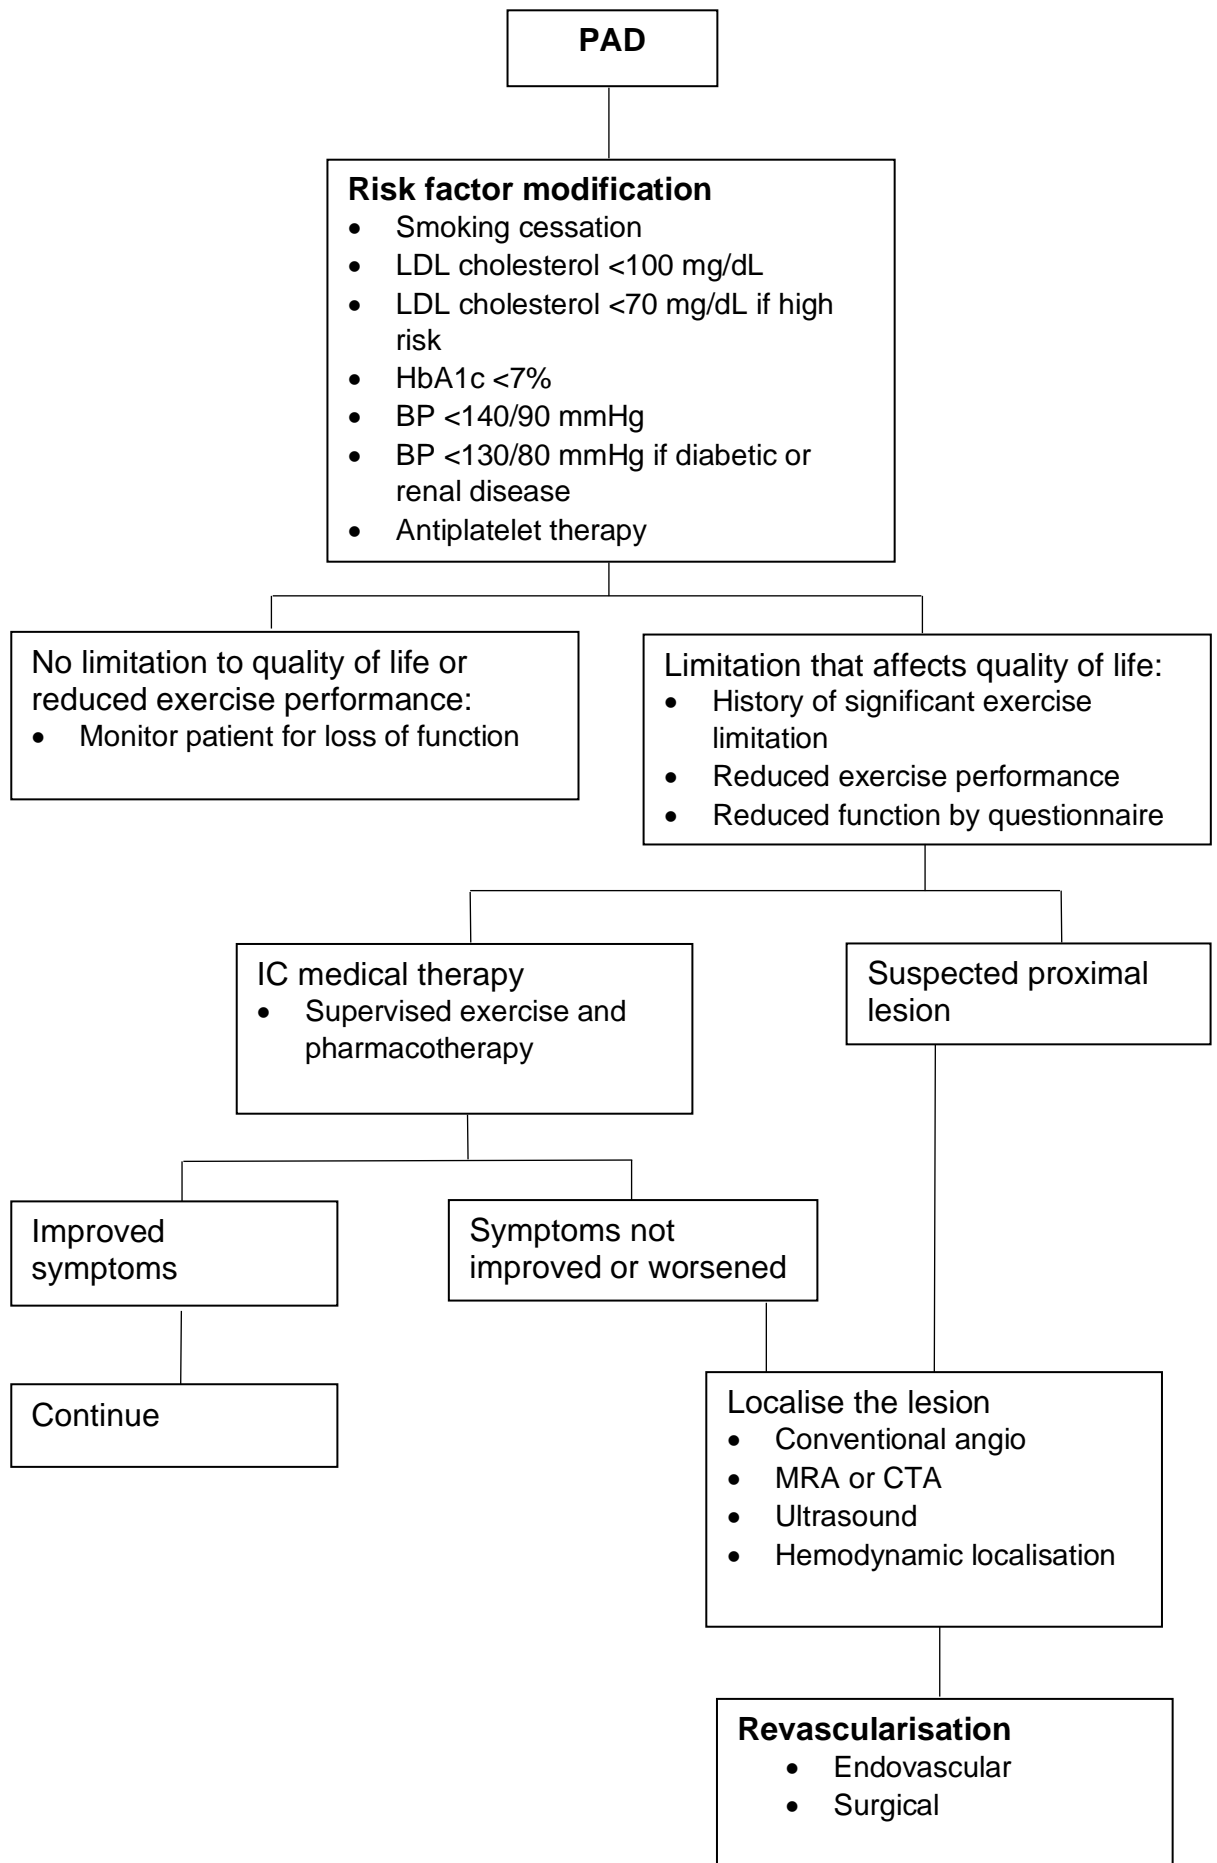 PAD
Risk factor modification
• Smoking cessation
• LDL cholesterol <100 mg/dL
• LDL cholesterol <70 mg/dL if high
risk
• HbA1c <7%
• BP <140/90 mmHg
• BP <130/80 mmHg if diabetic or
renal disease
• Antiplatelet therapy
No limitation to quality of life or
reduced exercise performance:
• Monitor patient for loss of function
Limitation that affects quality of life:
• History of significant exercise
limitation
• Reduced exercise performance
• Reduced function by questionnaire
IC medical therapy
• Supervised exercise and
pharmacotherapy
Suspected proximal
lesion
Improved
symptoms
Symptoms not
improved or worsened
Continue
Localise the lesion
• Conventional angio
• MRA or CTA
• Ultrasound
• Hemodynamic localisation
Revascularisation
• Endovascular
• Surgical